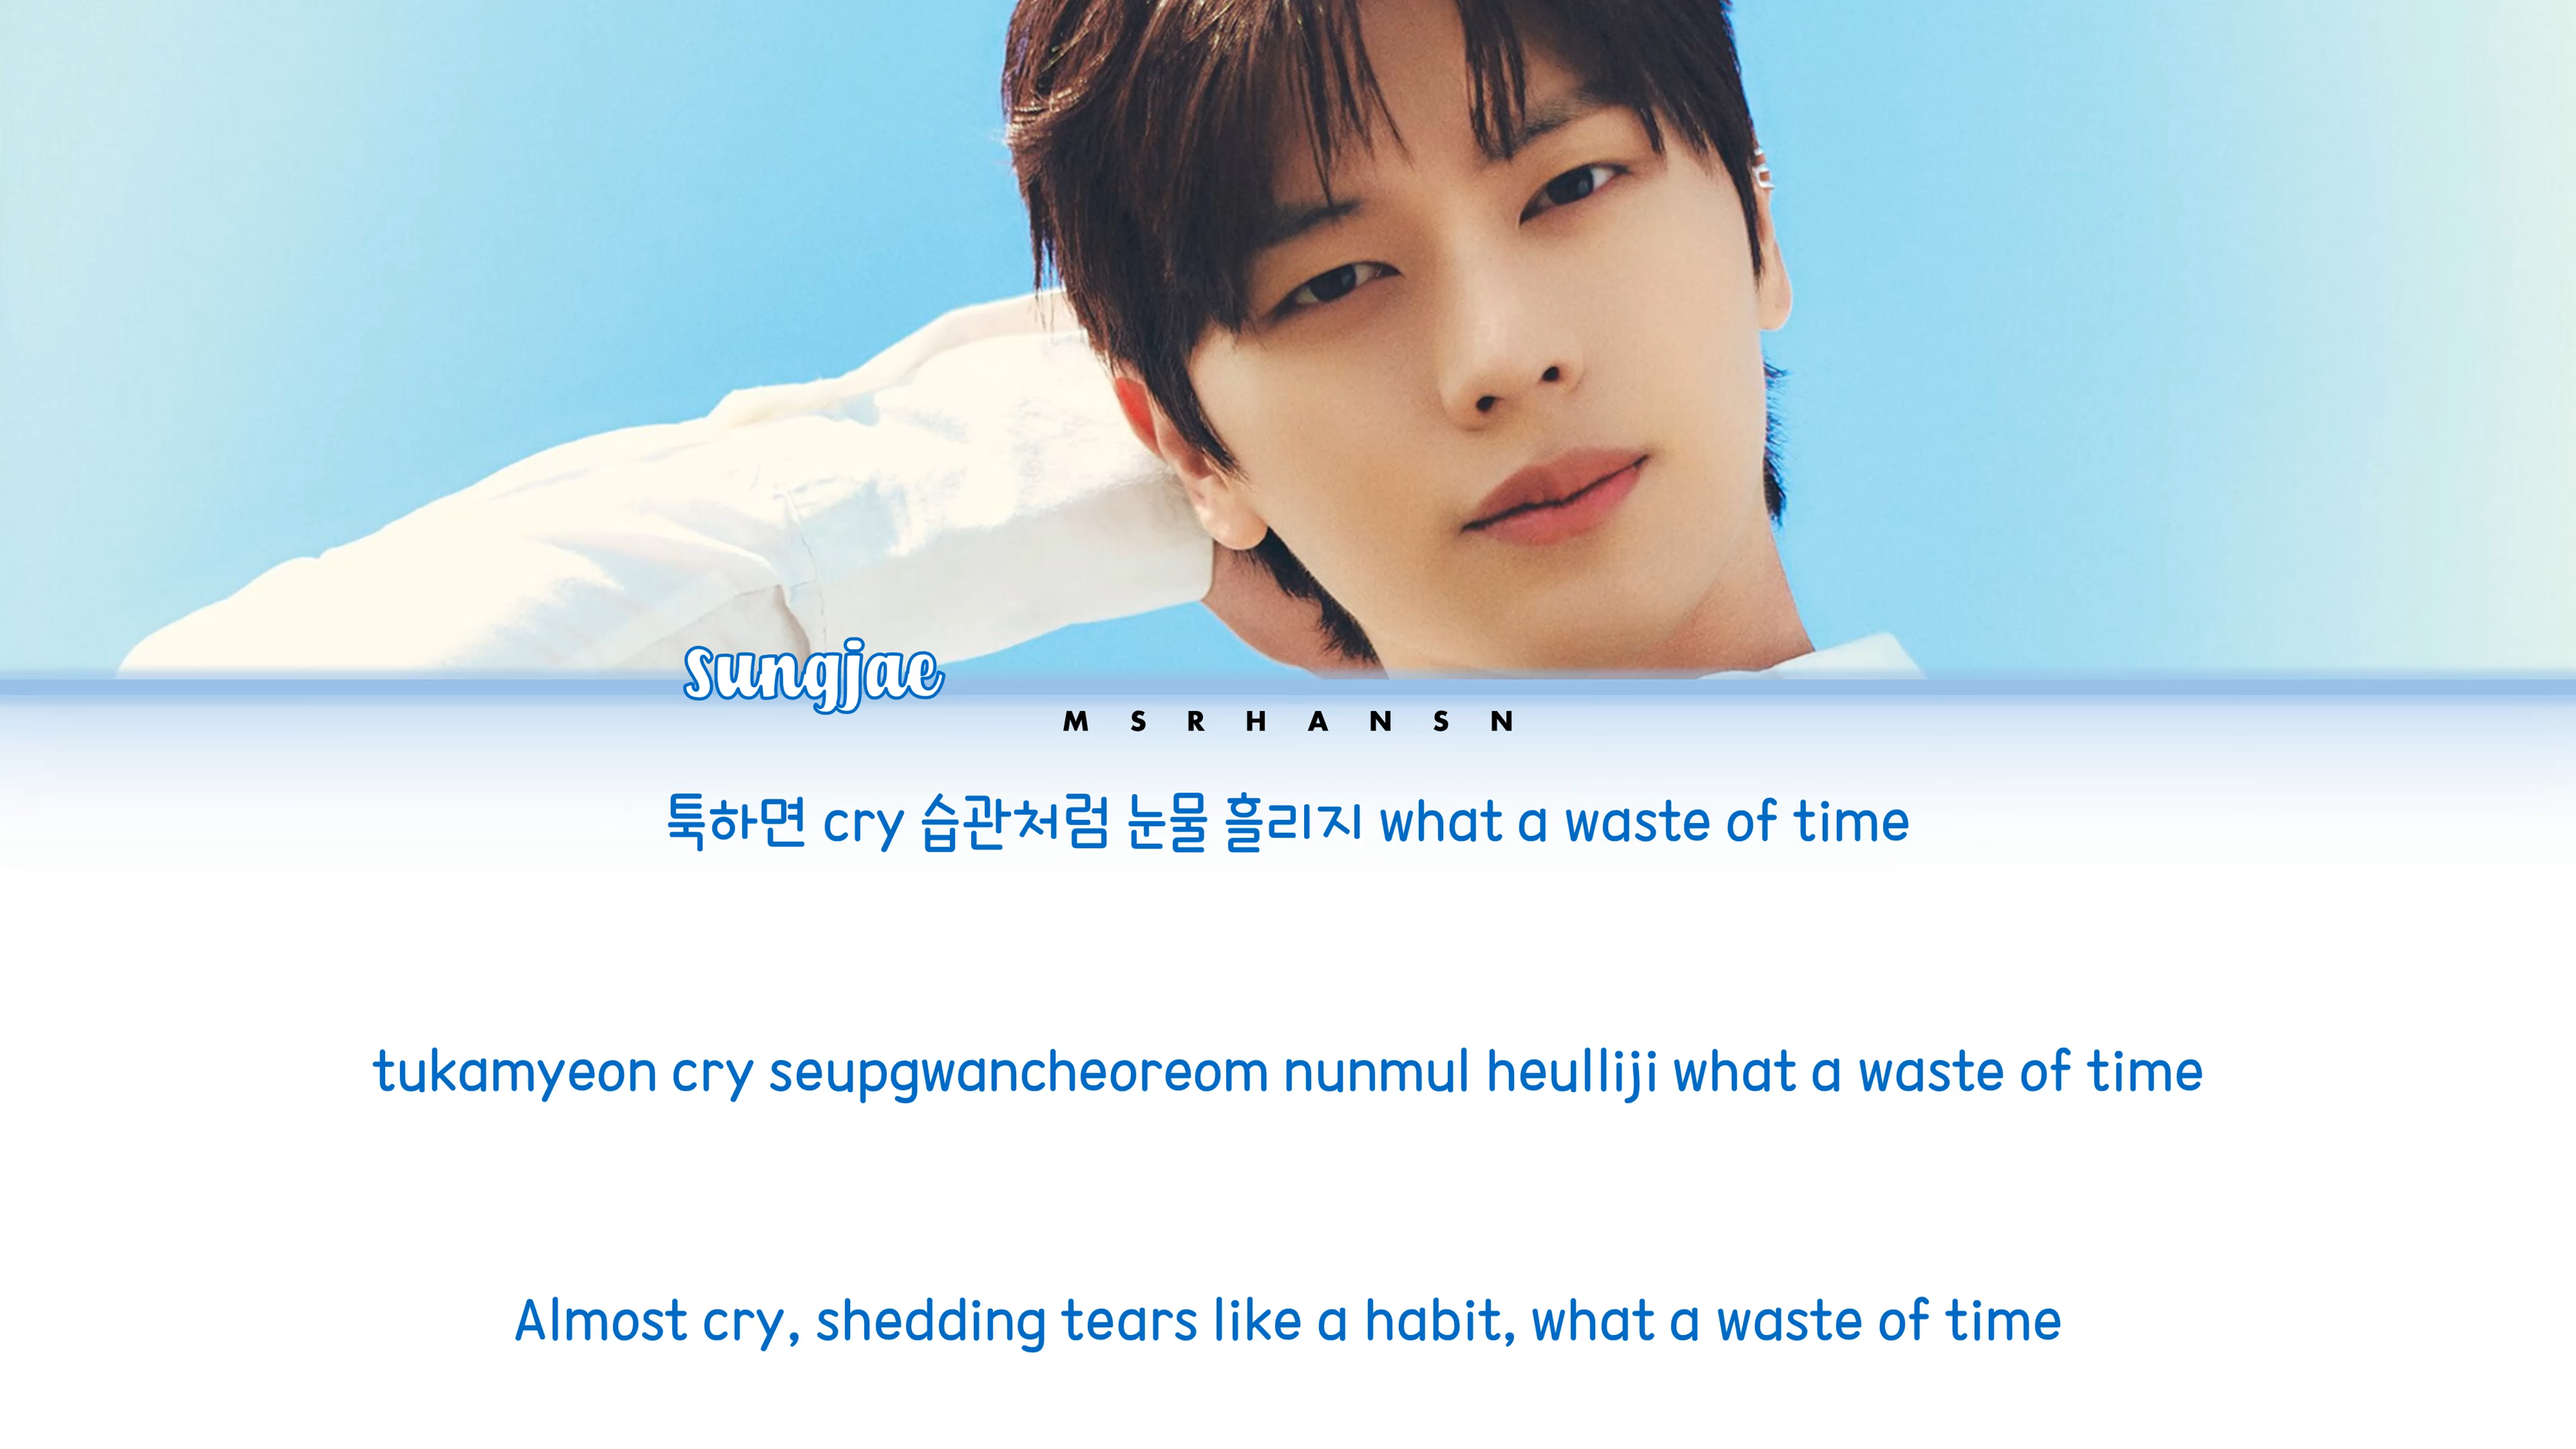 sungjae
MSRHANSN
툭하면 cry 습관처럼 눈물 흘리지 what a waste of time
tukamyeon cry seupgwancheoreom nunmul heulliji what a waste of time
Almost cry, shedding tears like a habit, what a waste of time